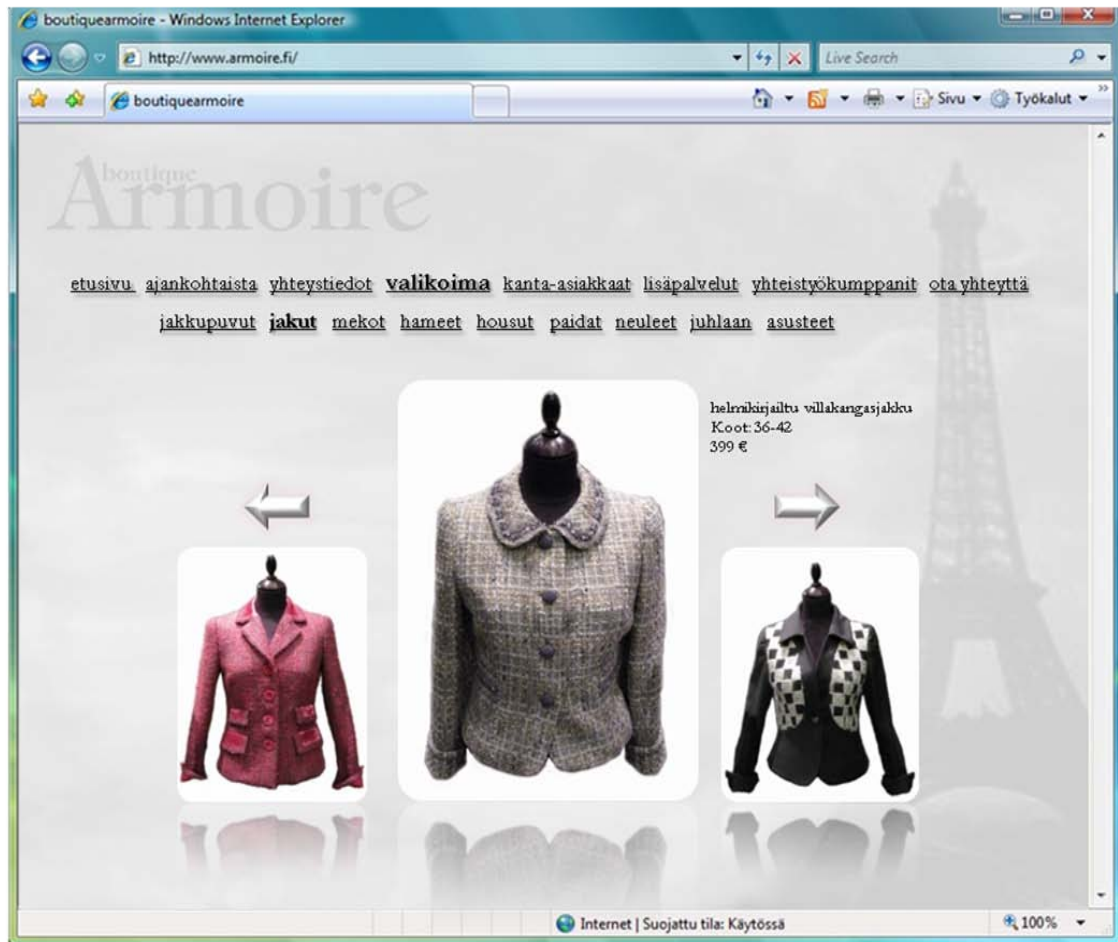 boutiquearmoire - Windows Internet Explorer
http://www.armoire.fi/
Live Search
boutiquearmoire
Sivu
Työkalut
boutique
Armoire
etusivu ajankohtaista yhteystiedot valikoima kanta-asiakkaat lisäpalvelut yhteistyökumppanit ota yhteyttä
jakkupuvut jakut mekot hameet housut paidat neuleet juhlaan asusteet
helmikirjailtu villakangasjakku
Koot: 36-42
399 €
Internet | Suojattu tila: Käytössä
100%